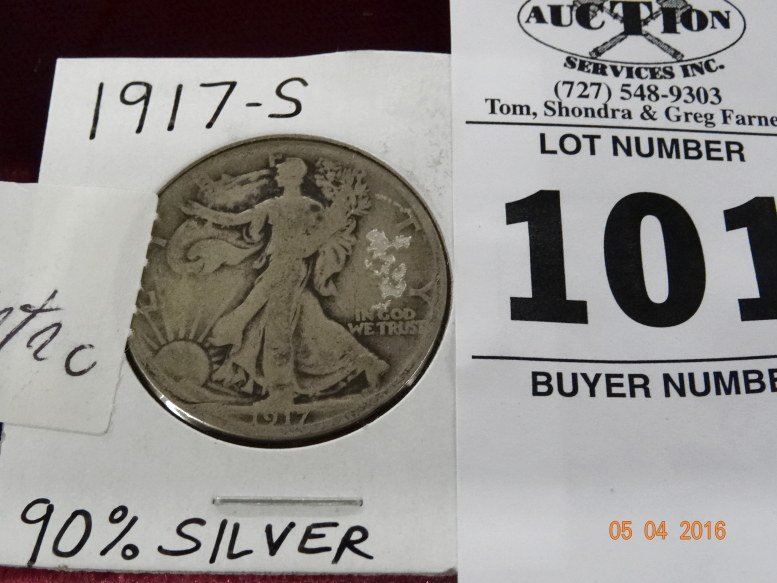 1917-S
IN GOD
WE TRUST
1917
90% SILVER
AUCTION
SERVICES INC.
(727) 548-9303
Tom, Shondra & Greg Farne
LOT NUMBER
101
BUYER NUMBE
05 04 2016